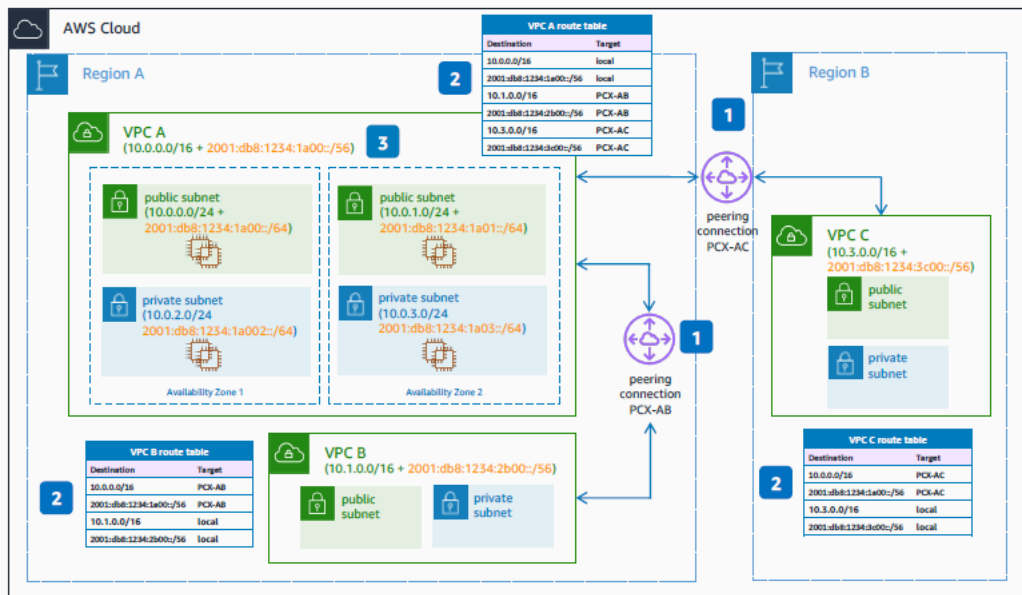 AWS Cloud
Region A
2
VPC A route table
Destination Target
10.0.0.0/16 local
2001:db8:1234:1a00::/56 local
10.1.0.0/16 PCX-AB
2001:db8:1234:2b00::/56 PCX-AB
10.3.0.0/16 PCX-AC
2001:db8:1234:3c00::/56 PCX-AC
1
Region B
VPC A
(10.0.0.0/16 + 2001:db8:1234:1a00::/56)
3
public subnet
(10.0.0.0/24 +
2001:db8:1234:1a00::/64)
public subnet
(10.0.1.0/24 +
2001:db8:1234:1a01::/64)
private subnet
(10.0.2.0/24
2001:db8:1234:1a002::/64)
private subnet
(10.0.3.0/24
2001:db8:1234:1a03::/64)
Availability Zone 1
Availability Zone 2
peering
connection
PCX-AC
VPC C
(10.3.0.0/16 +
2001:db8:1234:3c00::/56)
public
subnet
private
subnet
1
peering
connection
PCX-AB
VPC B route table
Destination Target
10.0.0.0/16 PCX-AB
2001:db8:1234:1a00::/56 PCX-AB
10.1.0.0/16 local
2001:db8:1234:2b00::/56 local
2
VPC B
(10.1.0.0/16 + 2001:db8:1234:2b00::/56)
public
subnet
private
subnet
2
VPC C route table
Destination Target
10.0.0.0/16 PCX-AC
2001:db8:1234:1a00::/56 PCX-AC
10.3.0.0/16 local
2001:db8:1234:3c00::/56 local